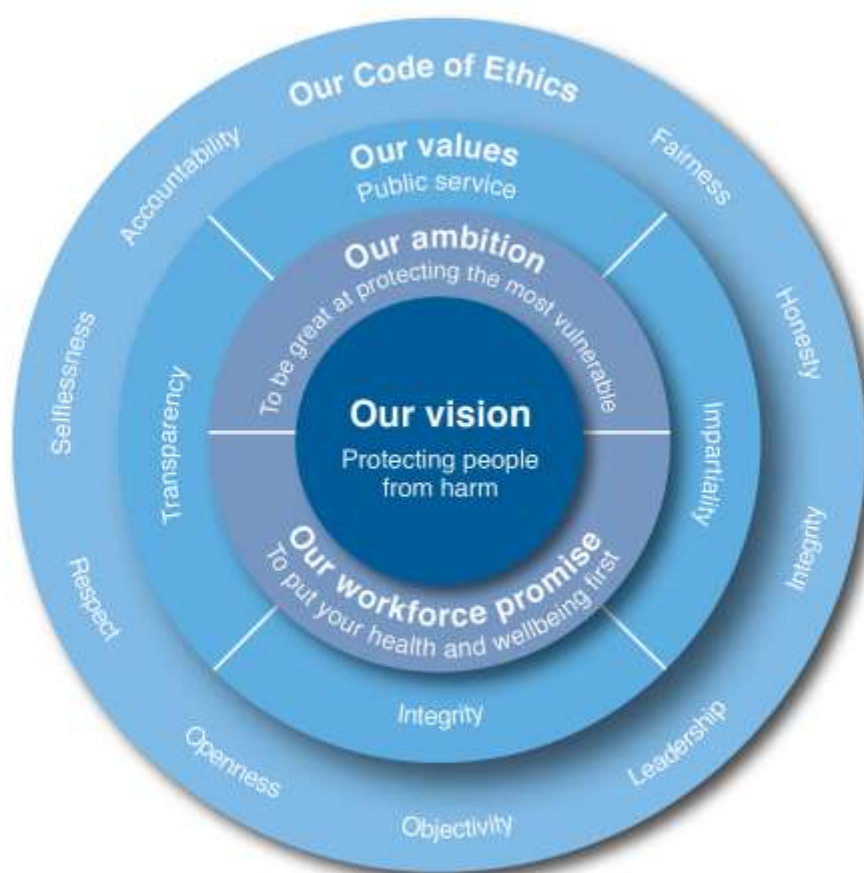 Our Code of Ethics
Accountability
Fairness
Honesty
Integrity
Leadership
Objectivity
Openness
Respect
Selflessness
Our values
Public service
Impartiality
Integrity
Transparency
Our ambition
To be great at protecting the most vulnerable
Our vision
Protecting people
from harm
Our workforce promise
To put your health and wellbeing first